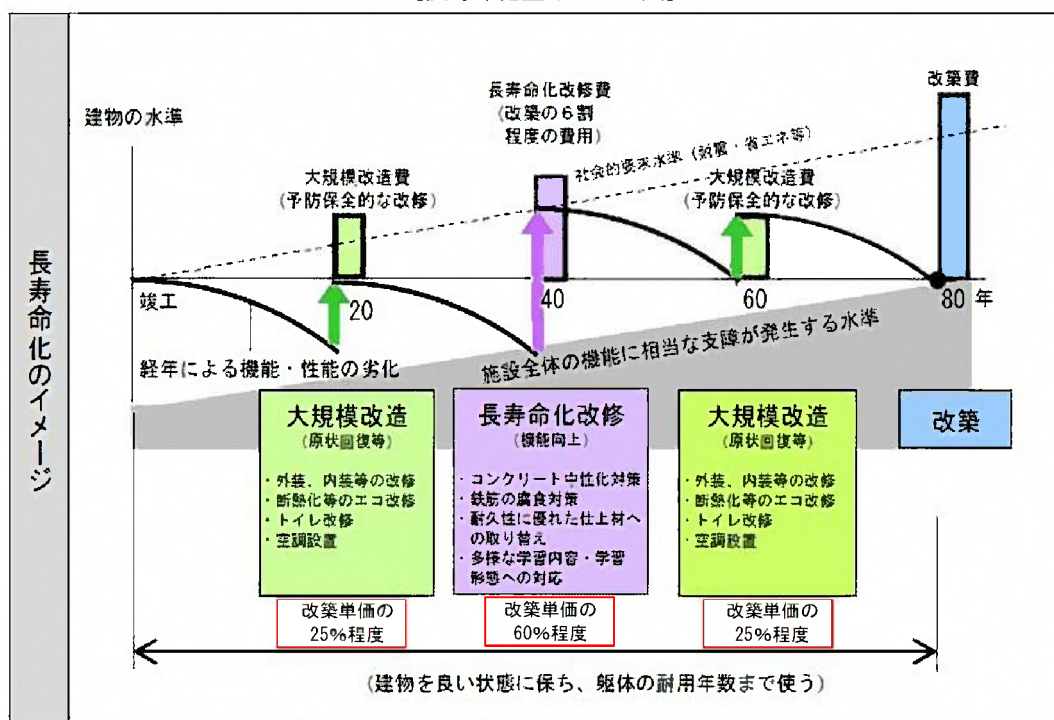 長寿命化のイメージ
建物の水準
長寿命化改修費
(改築の6割
程度の費用)
改築費
大規模改造費
(予防保全的な改修)
社会的要求水準(耐震・省エネ等)
大規模改造費
(予防保全的な改修)
竣工
20
40
60
80 年
経年による機能・性能の劣化
施設全体の機能に相当な支障が発生する水準
大規模改造
(原状回復等)
・外装、内装等の改修
・断熱化等のエコ改修
・トイレ改修
・空調設置
長寿命化改修
(機能向上)
・コンクリート中性化対策
・鉄筋の腐食対策
・耐久性に優れた仕上材へ
の取り替え
・多様な学習内容・学習
形態への対応
大規模改造
(原状回復等)
・外装、内装等の改修
・断熱化等のエコ改修
・トイレ改修
・空調設置
改築
改築単価の
25%程度
改築単価の
60%程度
改築単価の
25%程度
(建物を良い状態に保ち、躯体の耐用年数まで使う)